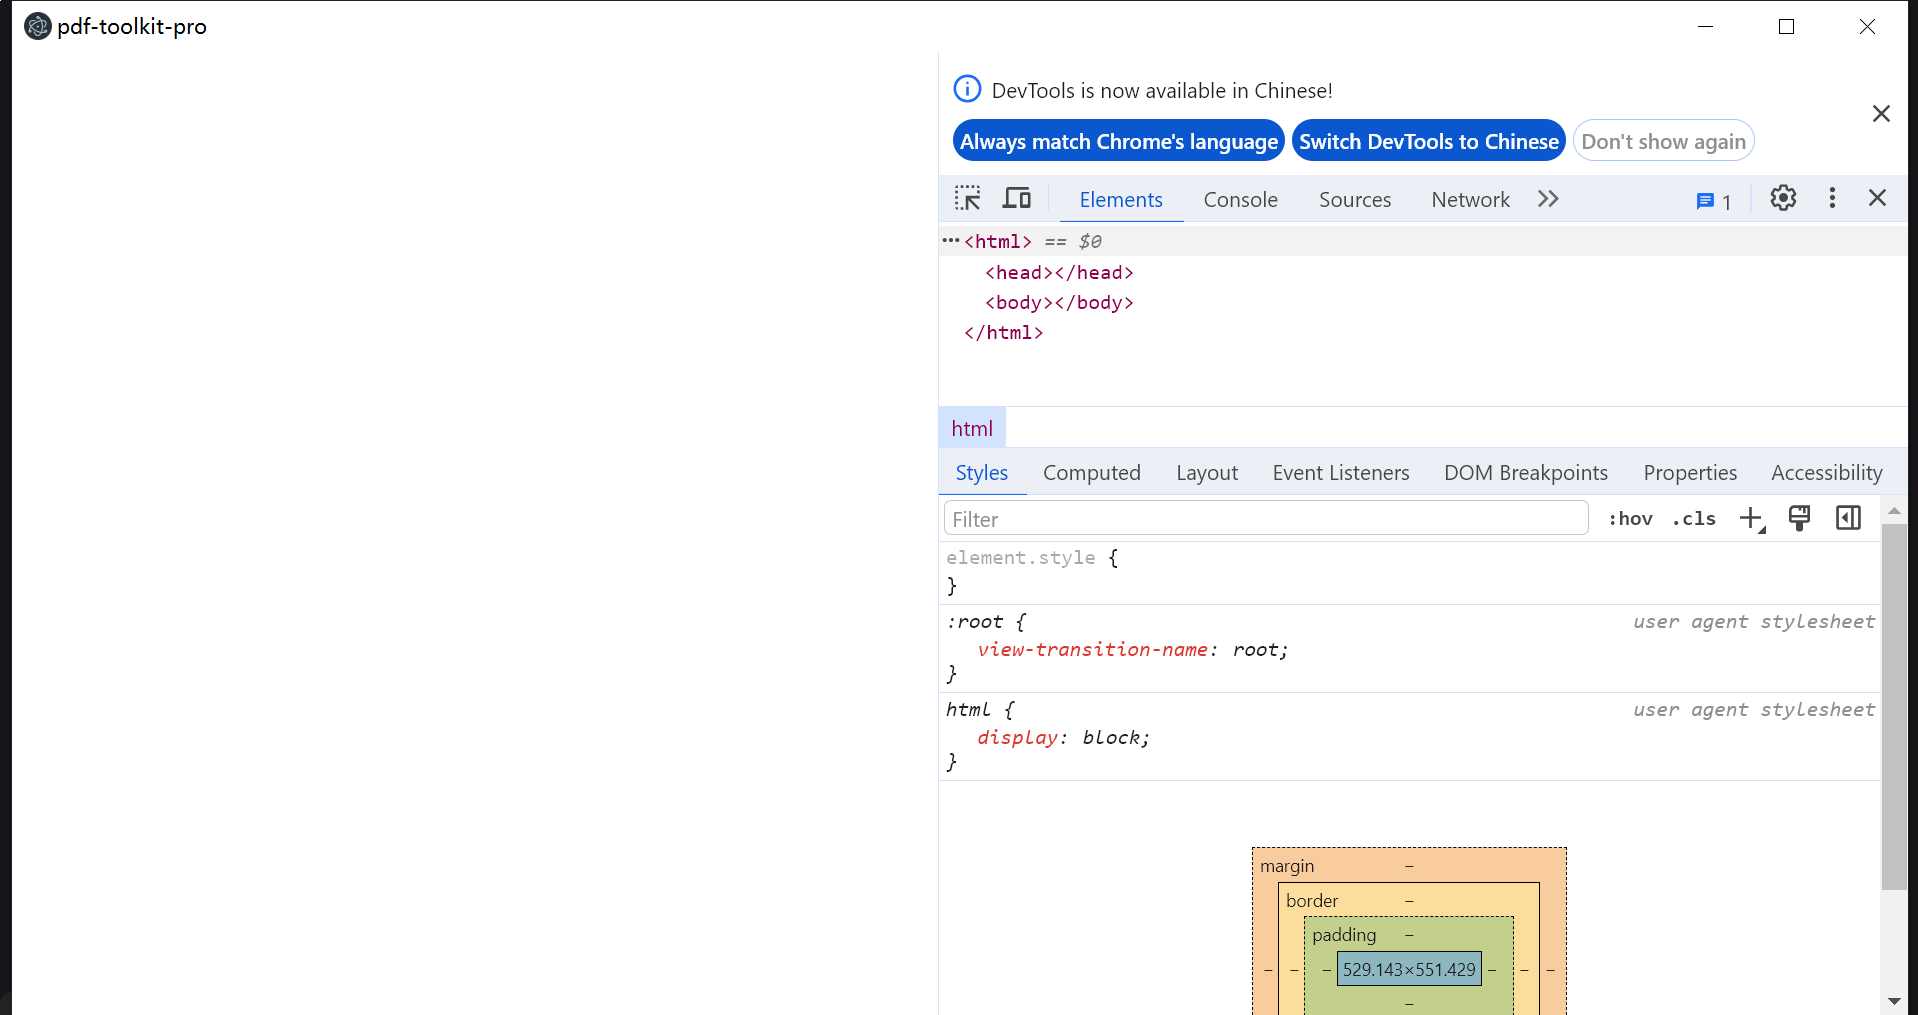 pdf-toolkit-pro
DevTools is now available in Chinese!
Always match Chrome's language Switch DevTools to Chinese Don't show again
Elements Console Sources Network 1
<html> == $0
<head></head>
<body></body>
</html>
html
Styles Computed Layout Event Listeners DOM Breakpoints Properties Accessibility
Filter :hov .cls
element.style {
}
:root { user agent stylesheet
view-transition-name: root;
}
html { user agent stylesheet
display: block;
}
margin –
border –
padding –
– – – 529.143×551.429 – – –
–